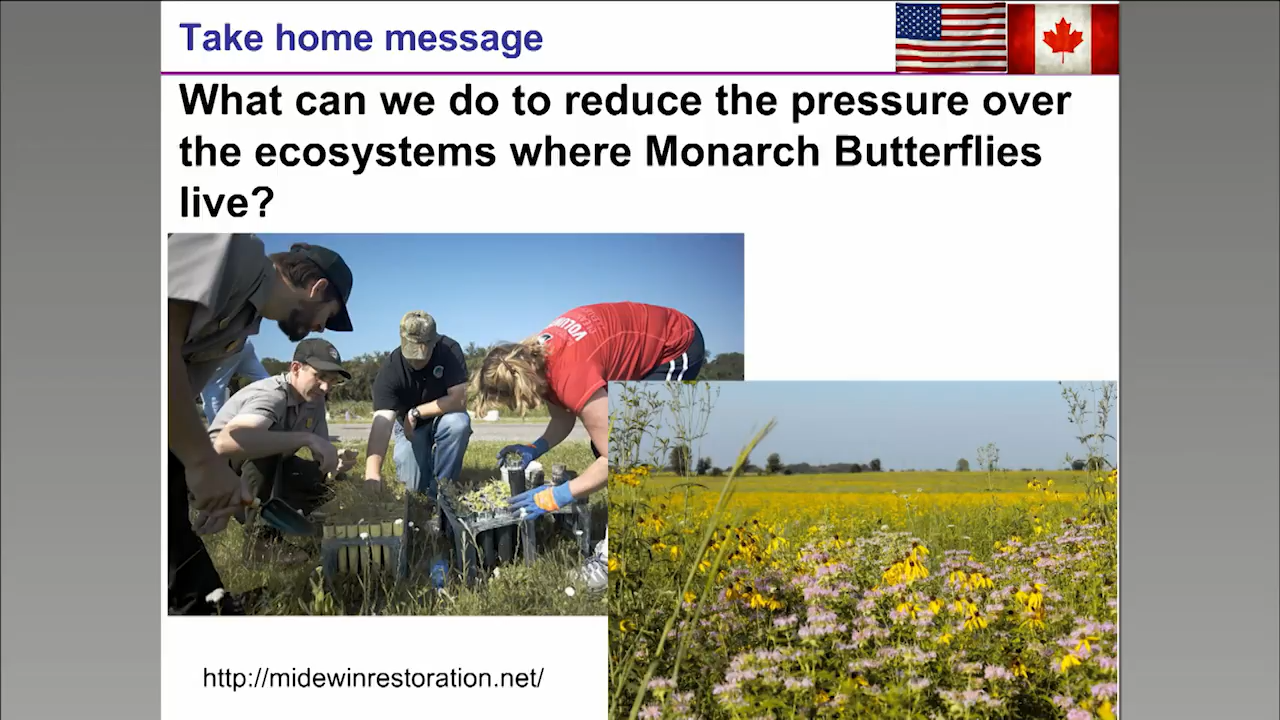 Take home message
What can we do to reduce the pressure over
the ecosystems where Monarch Butterflies
live?
VOLUN
http://midewinrestoration.net/